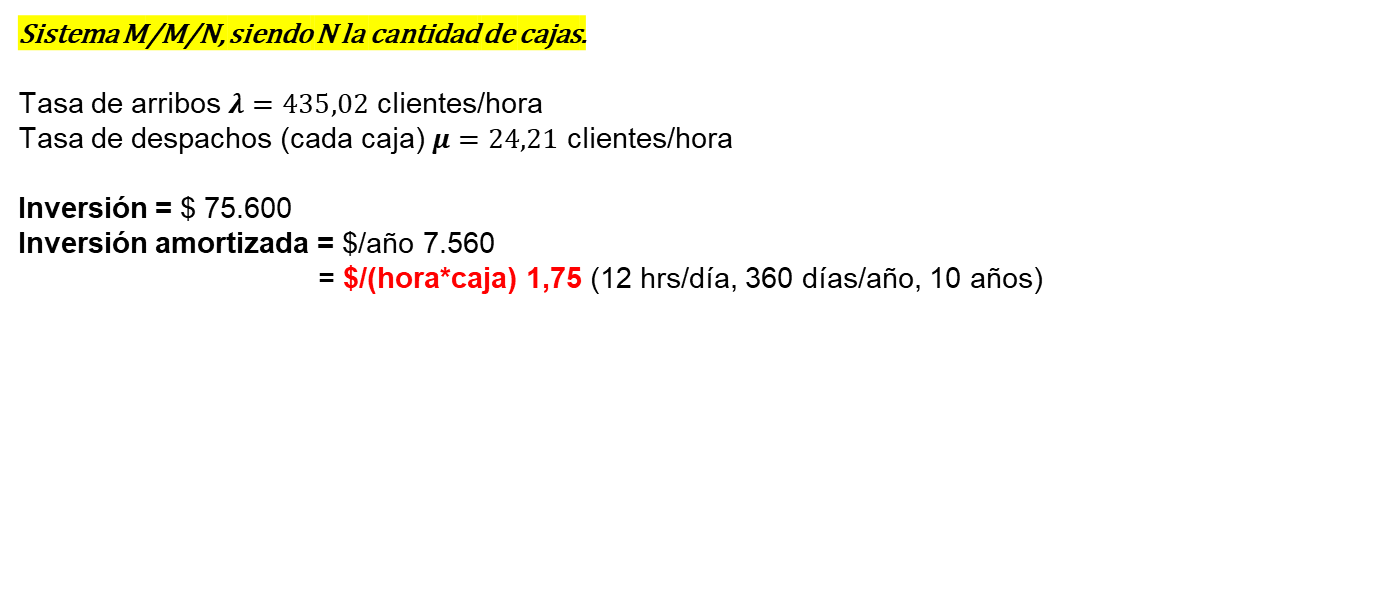 Sistema M/M/N, siendo N la cantidad de cajas.
Tasa de arribos λ = 435,02 clientes/hora
Tasa de despachos (cada caja) μ = 24,21 clientes/hora
Inversión = $ 75.600
Inversión amortizada = $/año 7.560
= $/(hora*caja) 1,75 (12 hrs/día, 360 días/año, 10 años)